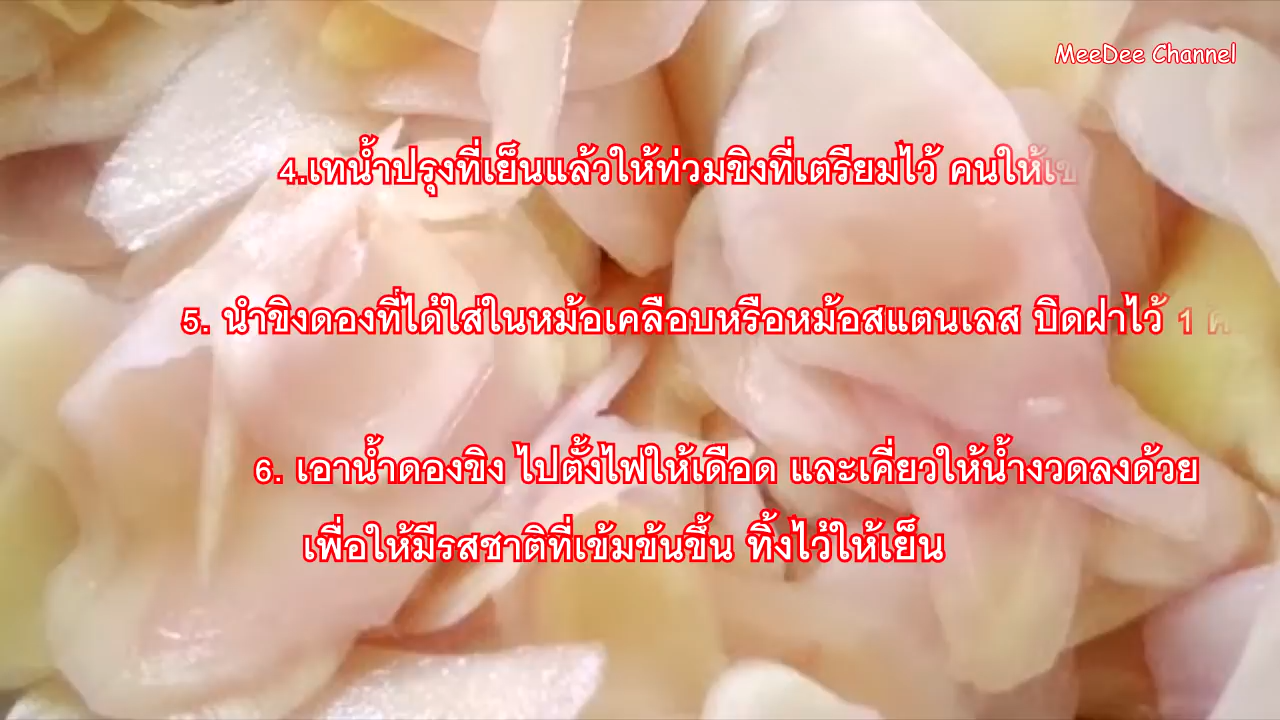 MeeDee Channel
4.เทน้ำปรุงที่เย็นแล้วให้ท่วมขิงที่เตรียมไว้ คนให้
5. นำขิงดองที่ได้ใส่ในหม้อเคลือบหรือหม้อสแตนเลส ปิดฝาไว้ 1
6. เอาน้ำดองขิง ไปตั้งไฟให้เดือด และเคี่ยวให้น้ำงวดลงด้วย
เพื่อให้มีรสชาติที่เข้มข้นขึ้น ทิ้งไว้ให้เย็น